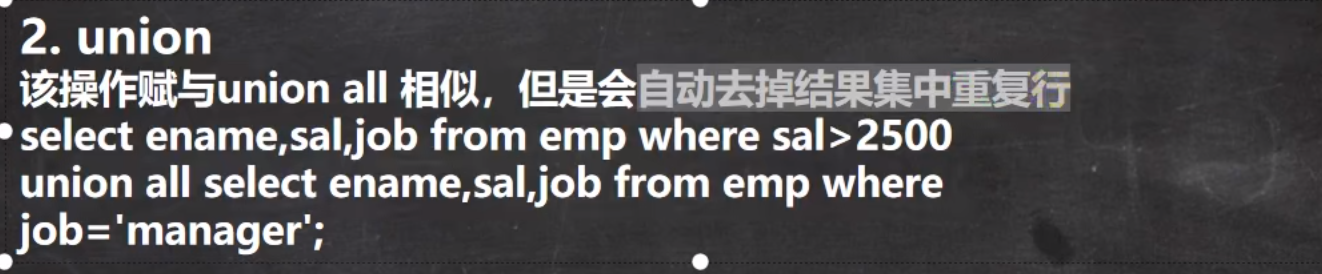 2. union
该操作赋与union all 相似，但是会自动去掉结果集中重复行
select ename,sal,job from emp where sal>2500
union all select ename,sal,job from emp where
job='manager';